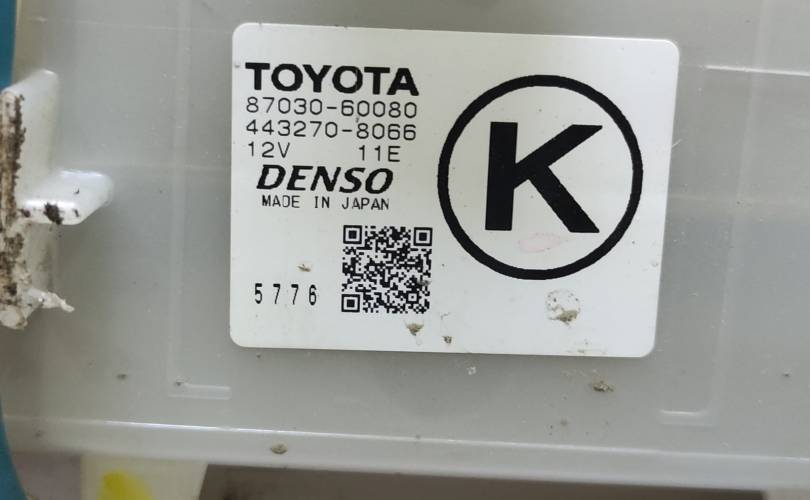 TOYOTA
87030-60080
443270-8066
12V 11E
DENSO
MADE IN JAPAN
5776
K